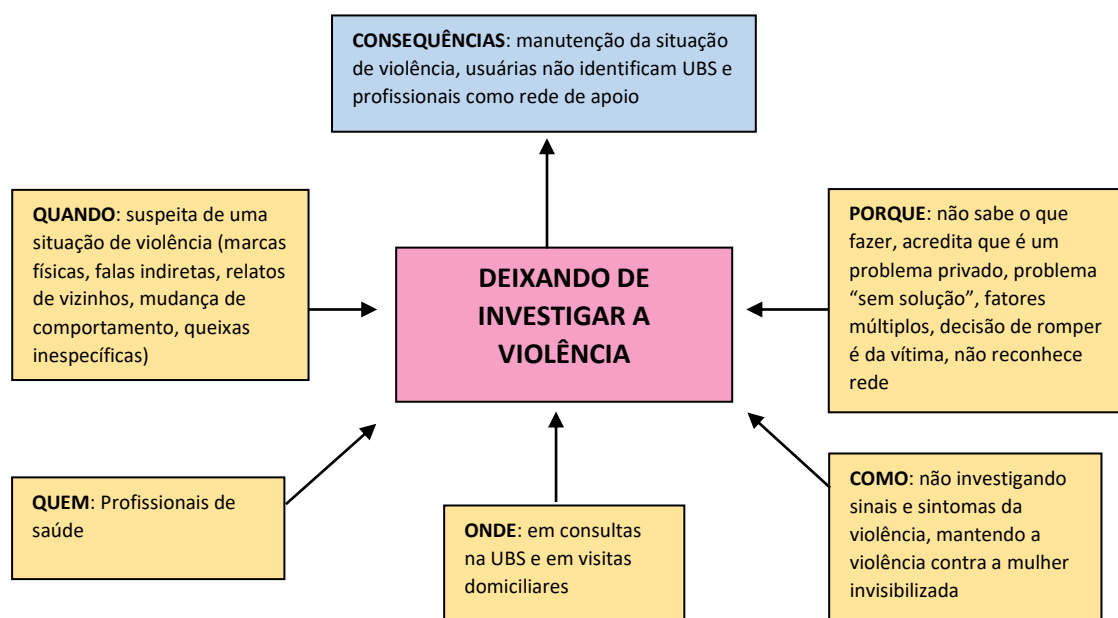 CONSEQUÊNCIAS: manutenção da situação
de violência, usuárias não identificam UBS e
profissionais como rede de apoio
QUANDO: suspeita de uma
situação de violência (marcas
físicas, falas indiretas, relatos
de vizinhos, mudança de
comportamento, queixas
inespecíficas)
DEIXANDO DE
INVESTIGAR A
VIOLÊNCIA
PORQUE: não sabe o que
fazer, acredita que é um
problema privado, problema
“sem solução”, fatores
múltiplos, decisão de romper
é da vítima, não reconhece
rede
QUEM: Profissionais de
saúde
ONDE: em consultas
na UBS e em visitas
domiciliares
COMO: não investigando
sinais e sintomas da
violência, mantendo a
violência contra a mulher
invisibilizada